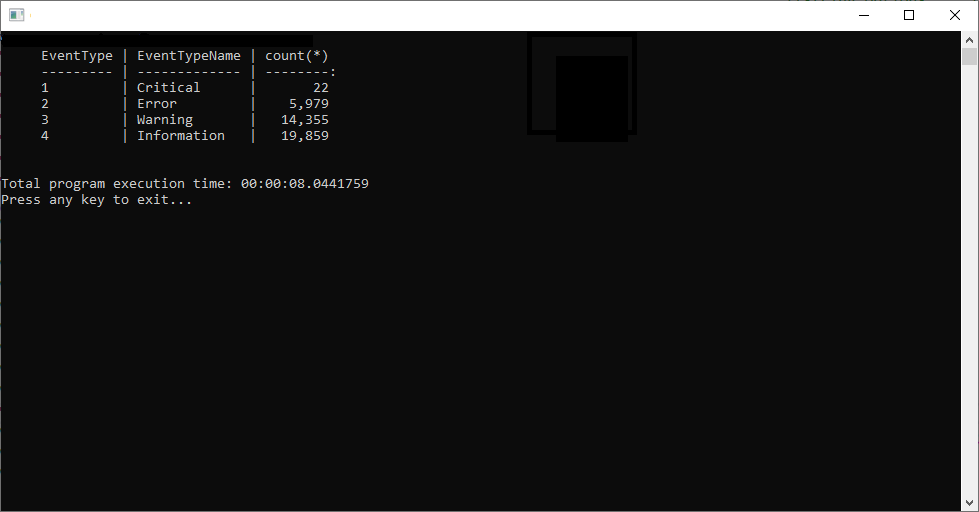 EventType | EventTypeName | count(*)
--------- | ------------- | --------:
1         | Critical      |       22
2         | Error         |    5,979
3         | Warning       |   14,355
4         | Information   |   19,859
Total program execution time: 00:00:08.0441759
Press any key to exit...